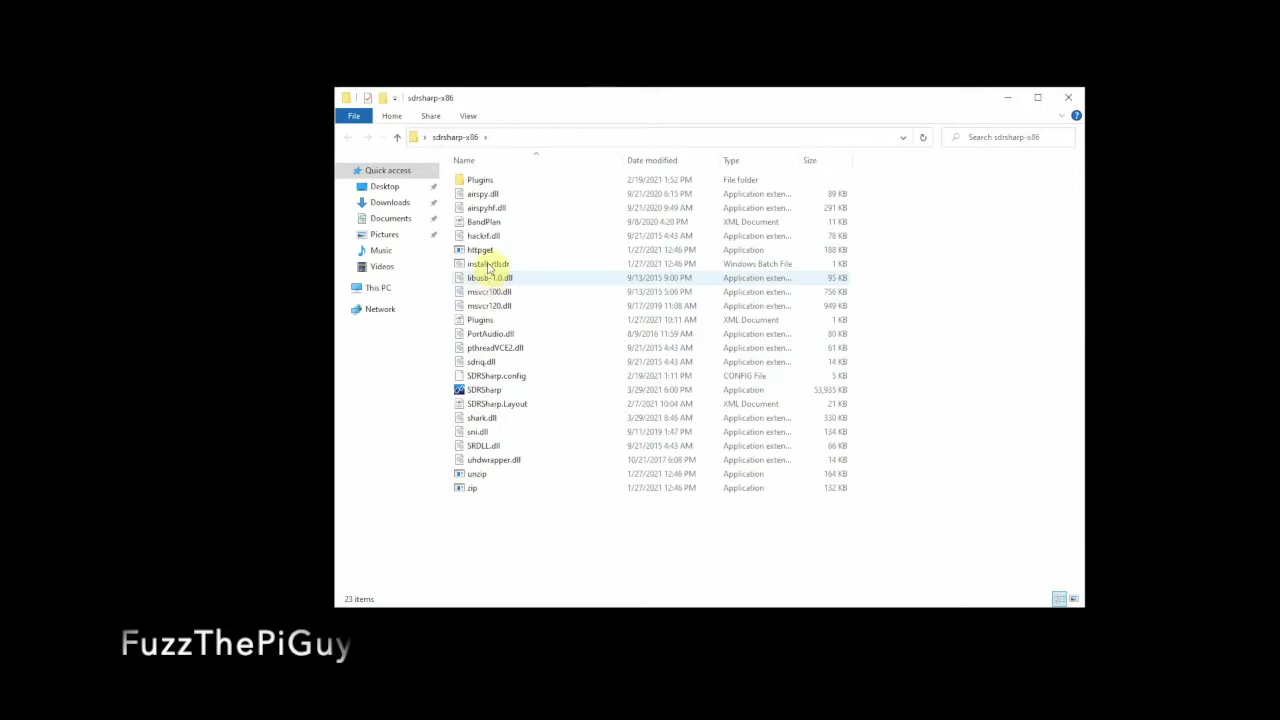 sdrsharp-x86
File Home Share View
sdrsharp-x86 Search sdrsharp-x86
Name Date modified Type Size
Quick access
Desktop
Downloads
Documents
Pictures
Music
Videos
This PC
Network
Plugins 2/19/2021 1:52 PM File folder
airspy.dll 9/21/2020 6:15 PM Application exten... 89 KB
airspyhf.dll 9/21/2020 9:49 AM Application exten... 291 KB
BandPlan 9/8/2020 4:20 PM XML Document 11 KB
hackrf.dll 9/21/2015 4:43 AM Application exten... 78 KB
httpget 1/27/2021 12:46 PM Application 188 KB
install-rtlsdr 1/27/2021 12:46 PM Windows Batch File 1 KB
libusb-1.0.dll 9/13/2015 9:00 PM Application exten... 95 KB
msvcr100.dll 9/13/2015 5:06 PM Application exten... 756 KB
msvcr120.dll 9/17/2019 11:08 AM Application exten... 949 KB
Plugins 1/27/2021 10:11 AM XML Document 1 KB
PortAudio.dll 8/9/2016 11:59 AM Application exten... 80 KB
pthreadVCE2.dll 9/21/2015 4:43 AM Application exten... 61 KB
sdriq.dll 9/21/2015 4:43 AM Application exten... 14 KB
SDRSharp.config 2/19/2021 1:11 PM CONFIG File 5 KB
SDRSharp 3/29/2021 6:00 PM Application 53,935 KB
SDRSharp.Layout 2/7/2021 10:04 AM XML Document 21 KB
shark.dll 3/29/2021 8:46 AM Application exten... 330 KB
sni.dll 9/11/2019 1:47 PM Application exten... 134 KB
SRDLL.dll 9/21/2015 4:43 AM Application exten... 66 KB
uhdwrapper.dll 10/21/2017 6:08 PM Application exten... 14 KB
unzip 1/27/2021 12:46 PM Application 164 KB
zip 1/27/2021 12:46 PM Application 132 KB
23 items
FuzzThePiGuy